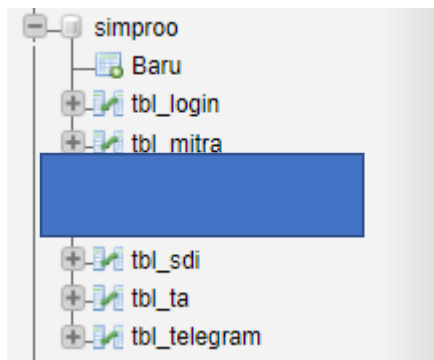 simproo
Baru
tbl_login
tbl_mitra
tbl_sdi
tbl_ta
tbl_telegram